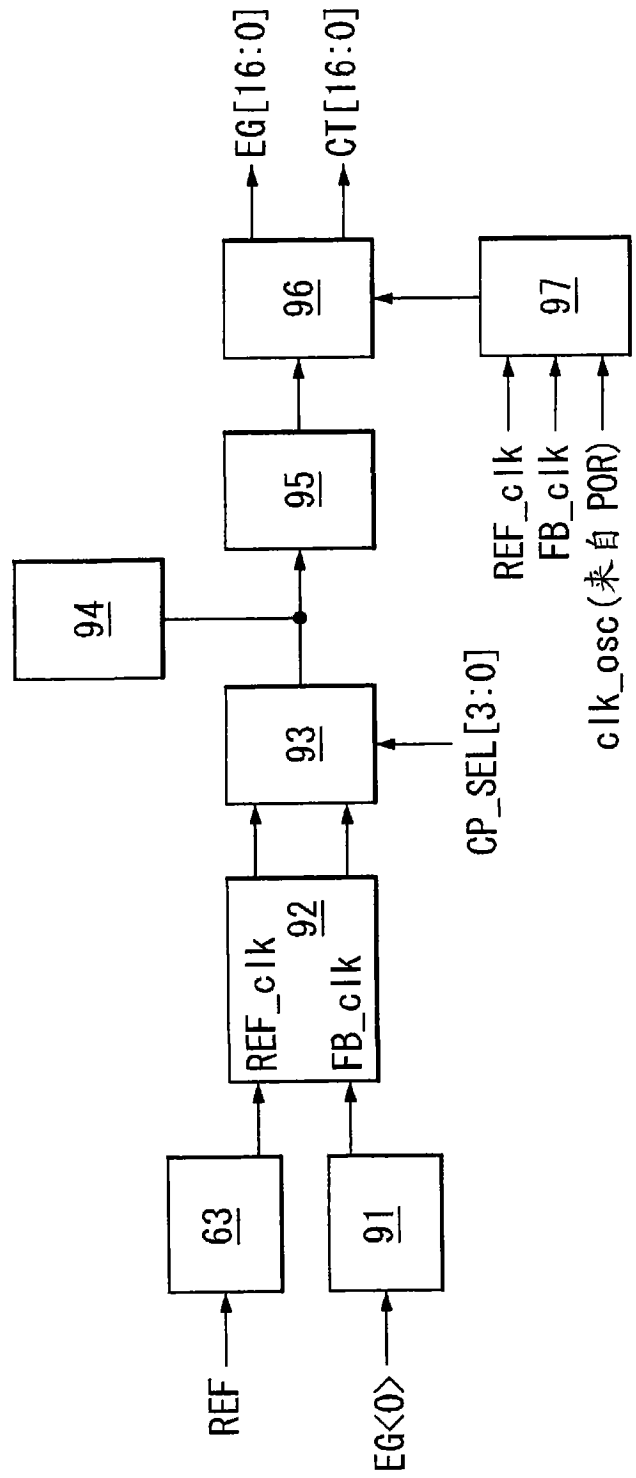 REF
63
EG<0>
91
REF_clk
92
FB_clk
93
CP_SEL[3:0]
94
95
96
EG[16:0]
CT[16:0]
97
REF_clk
FB_clk
clk_osc(来自 POR)